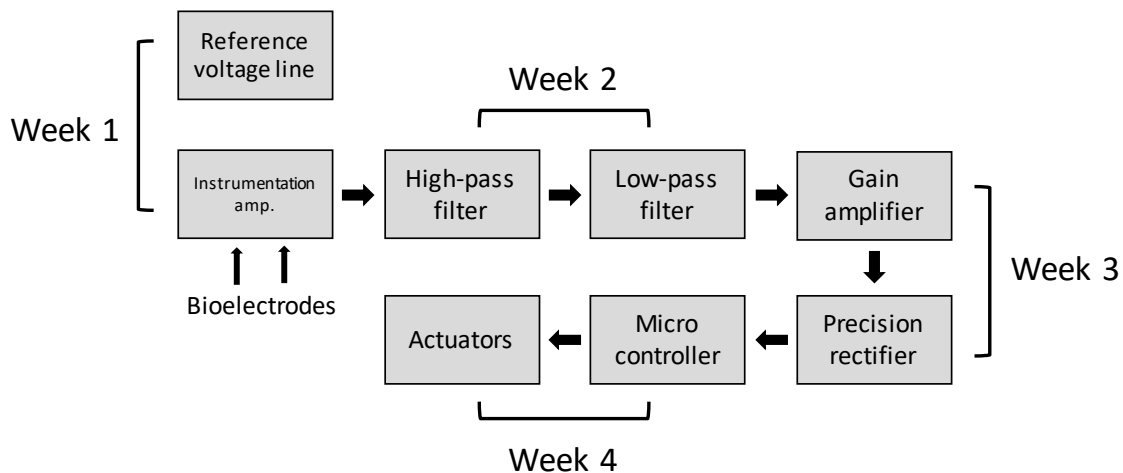 Reference
voltage line
Week 1
Week 2
Instrumentation
amp.
High-pass
filter
Low-pass
filter
Gain
amplifier
Week 3
Bioelectrodes
Actuators
Micro
controller
Precision
rectifier
Week 4